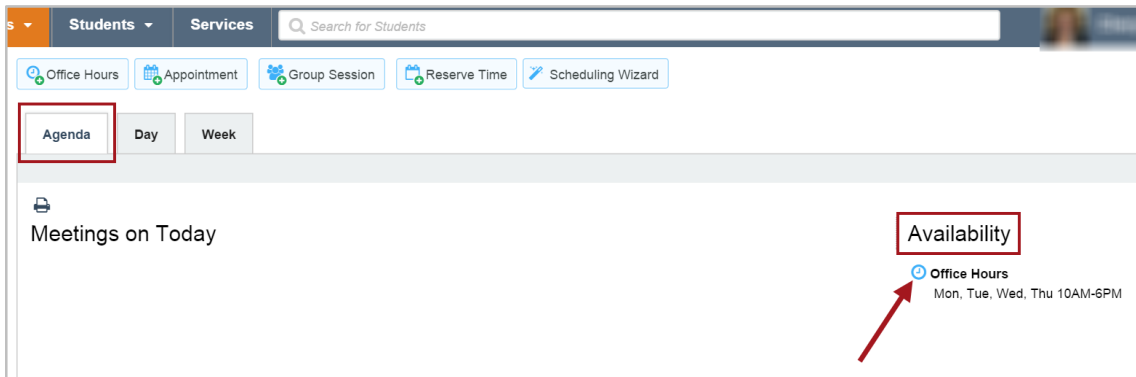 s Students Services Search for Students
Office Hours Appointment Group Session Reserve Time Scheduling Wizard
Agenda Day Week
Meetings on Today Availability
Office Hours
Mon, Tue, Wed, Thu 10AM-6PM